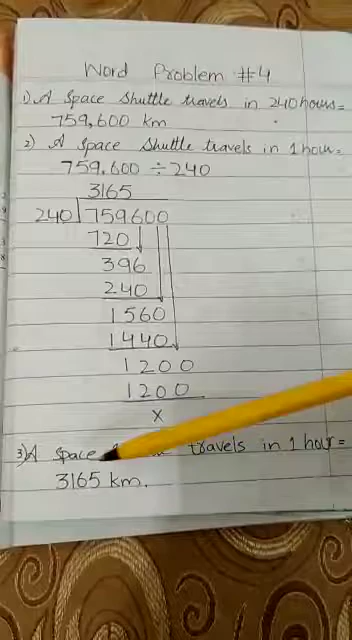 Word Problem #4
1) A Space Shuttle travels in 240 hours =
759,600 km
2) A Space Shuttle travels in 1 hour =
759,600 ÷ 240
3165
240 759600
720
396
240
1560
1440
1200
1200
x
3) A Space travels in 1 hour =
3165 km.